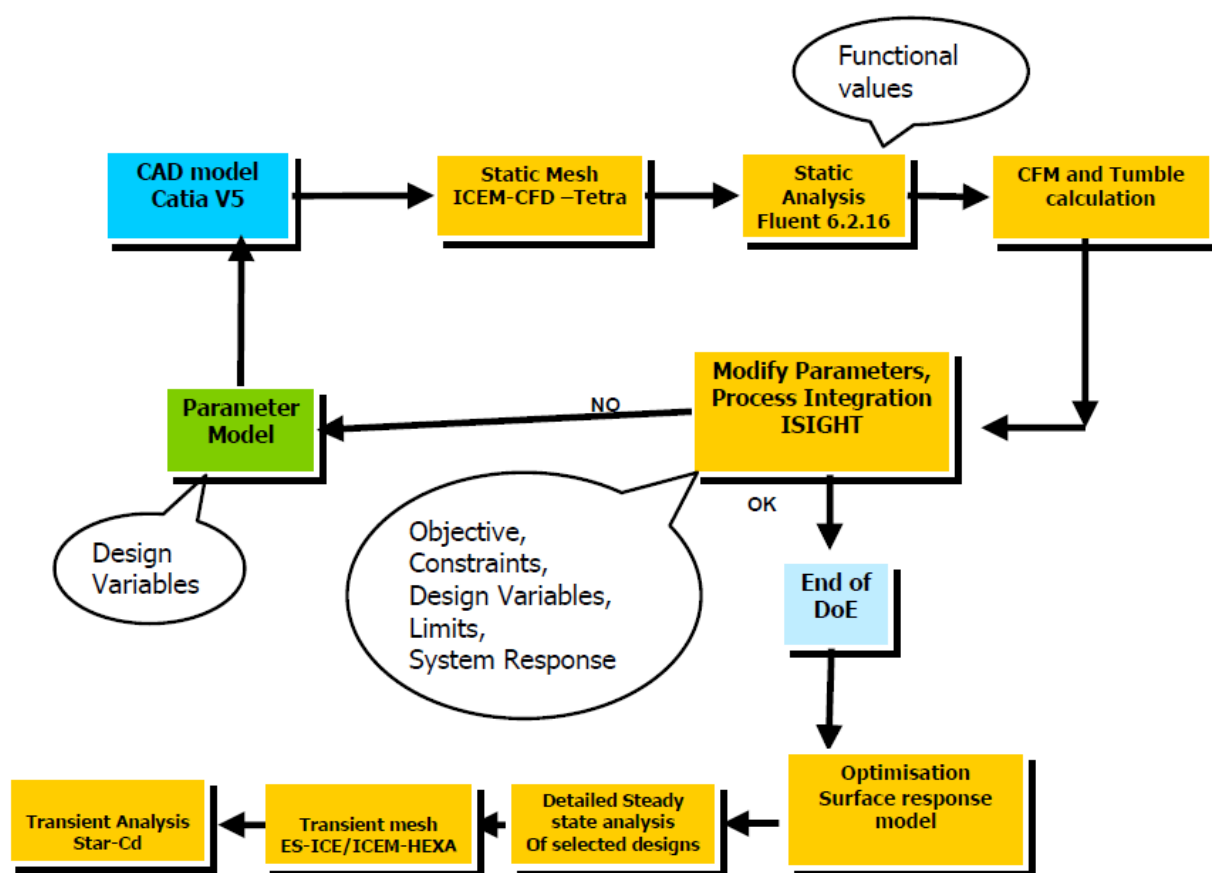 Functional
values
CAD model
Catia V5
Static Mesh
ICEM-CFD –Tetra
Static
Analysis
Fluent 6.2.16
CFM and Tumble
calculation
Modify Parameters,
Process Integration
ISIGHT
NO
Parameter
Model
OK
Design
Variables
Objective,
Constraints,
Design Variables,
Limits,
System Response
End of
DoE
Optimisation
Surface response
model
Detailed Steady
state analysis
Of selected designs
Transient mesh
ES-ICE/ICEM-HEXA
Transient Analysis
Star-Cd